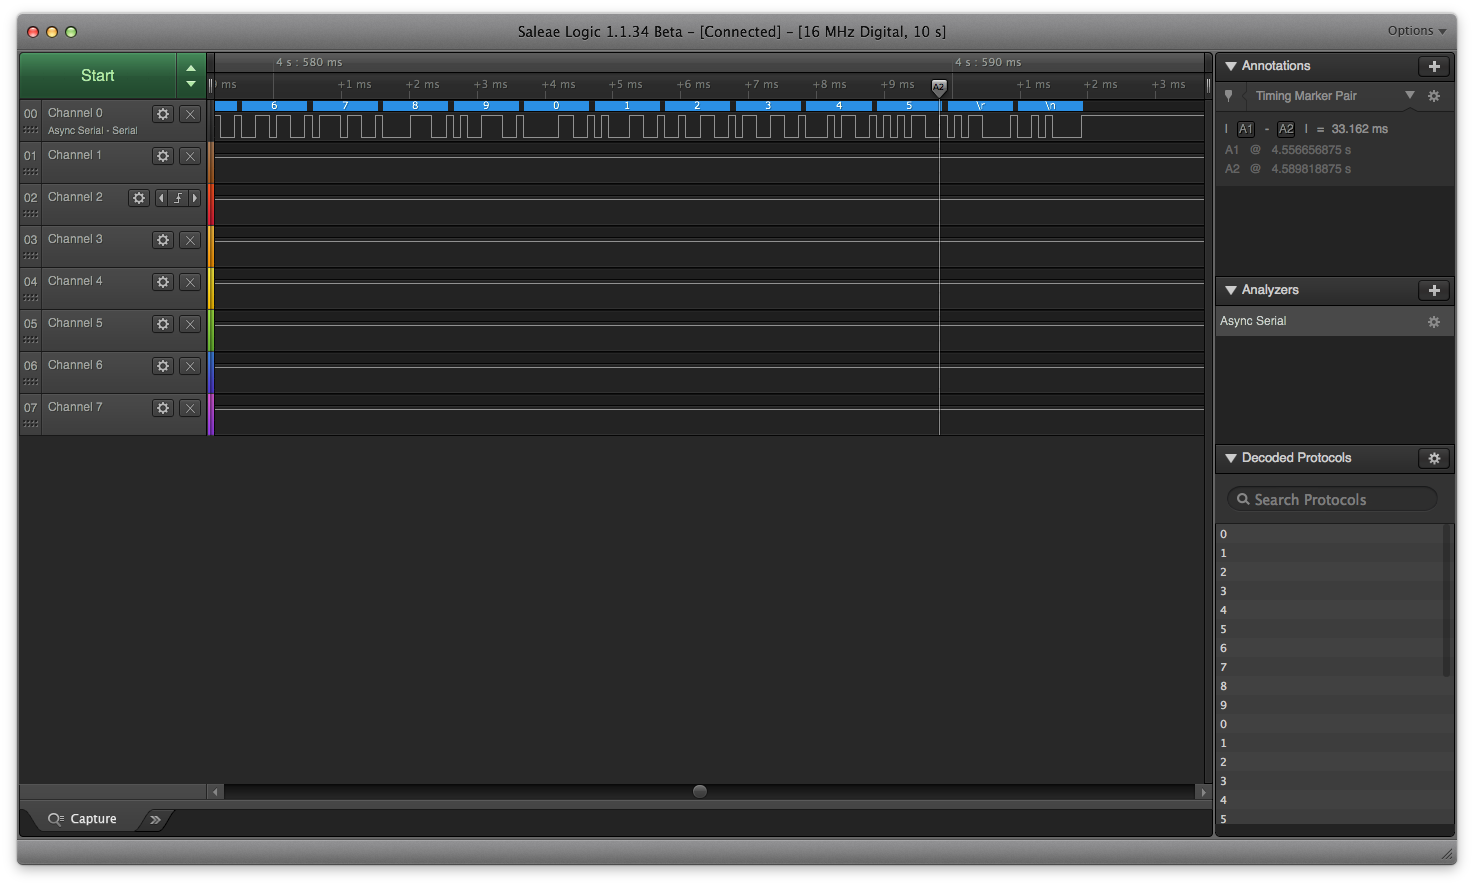 Saleae Logic 1.1.34 Beta – [Connected] – [16 MHz Digital, 10 s]
Options
Start
4 s : 580 ms
4 s : 590 ms
ms +1 ms +2 ms +3 ms +4 ms +5 ms +6 ms +7 ms +8 ms +9 ms A2 +1 ms +2 ms +3 ms
6 7 8 9 0 1 2 3 4 5 \r \n
00 Channel 0
Async Serial - Serial
01 Channel 1
02 Channel 2
03 Channel 3
04 Channel 4
05 Channel 5
06 Channel 6
07 Channel 7
Capture
Annotations
Timing Marker Pair
| A1 - A2 | = 33.162 ms
A1 @ 4.556656875 s
A2 @ 4.589818875 s
Analyzers
Async Serial
Decoded Protocols
Search Protocols
0
1
2
3
4
5
6
7
8
9
0
1
2
3
4
5